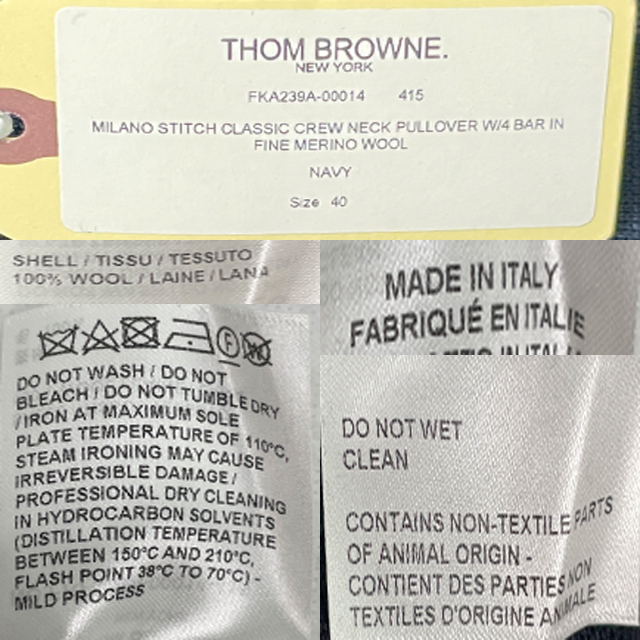 THOM BROWNE.
NEW YORK
FKA239A-00014 415
MILANO STITCH CLASSIC CREW NECK PULLOVER W/4 BAR IN
FINE MERINO WOOL
NAVY
Size 40
SHELL / TISSU / TESSUTO
100% WOOL / LAINE / LANA
MADE IN ITALY
FABRIQUÉ EN ITALIE
DO NOT WASH / DO NOT
BLEACH / DO NOT TUMBLE DRY
/ IRON AT MAXIMUM SOLE
PLATE TEMPERATURE OF 110°C,
STEAM IRONING MAY CAUSE
IRREVERSIBLE DAMAGE /
PROFESSIONAL DRY CLEANING
IN HYDROCARBON SOLVENTS
(DISTILLATION TEMPERATURE
BETWEEN 150°C AND 210°C,
FLASH POINT 38°C TO 70°C) -
MILD PROCESS
DO NOT WET
CLEAN
CONTAINS NON-TEXTILE PARTS
OF ANIMAL ORIGIN -
CONTIENT DES PARTIES NON
TEXTILES D'ORIGINE ANIMALE